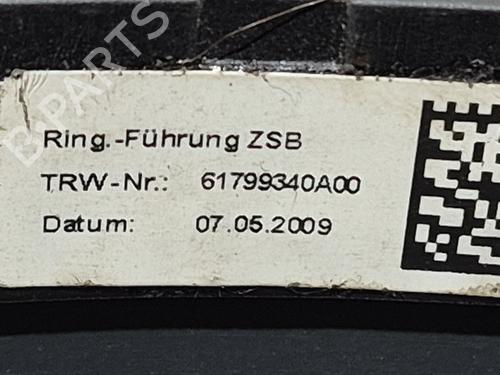 B-PARTS
Ring.-Führung ZSB
TRW-Nr.: 61799340A00
Datum: 07.05.2009